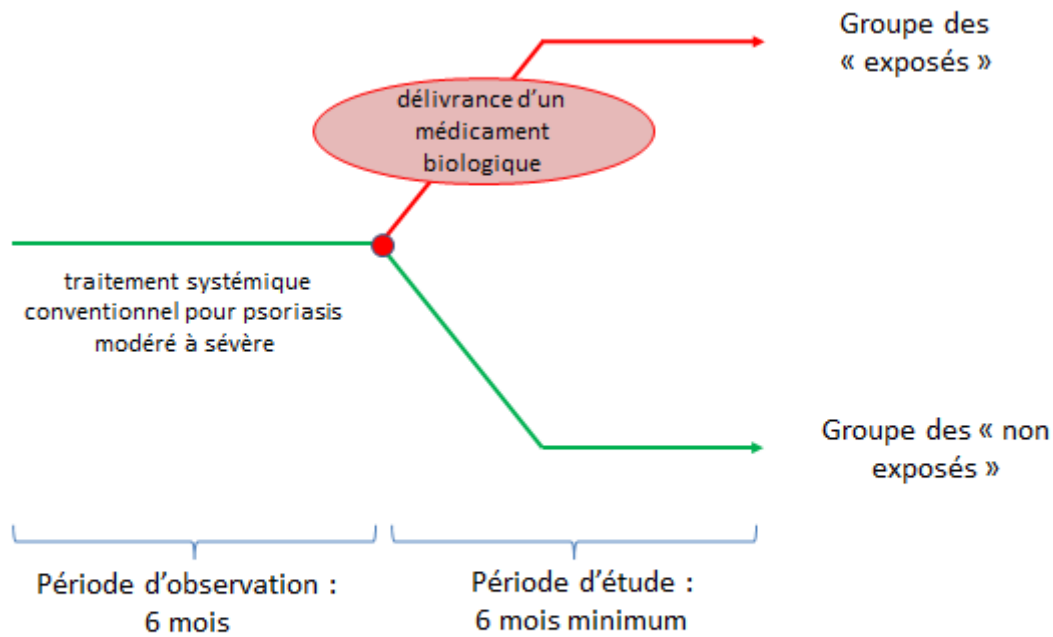 Groupe des
« exposés »
délivrance d'un
médicament
biologique
traitement systémique
conventionnel pour psoriasis
modéré à sévère
Groupe des « non
exposés »
Période d'observation :
6 mois
Période d'étude :
6 mois minimum